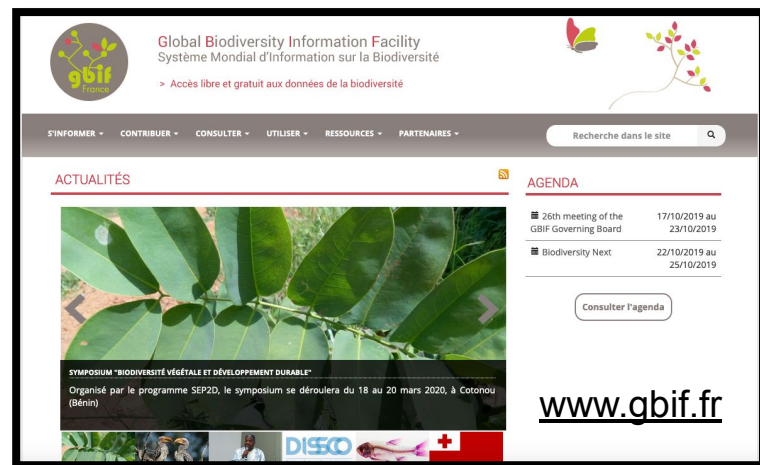 gbif
France
Global Biodiversity Information Facility
Système Mondial d'Information sur la Biodiversité
> Accès libre et gratuit aux données de la biodiversité
S'INFORMER CONTRIBUER CONSULTER UTILISER RESSOURCES PARTENAIRES
Recherche dans le site
ACTUALITÉS
SYMPOSIUM "BIODIVERSITÉ VÉGÉTALE ET DÉVELOPPEMENT DURABLE"
Organisé par le programme SEP2D, le symposium se déroulera du 18 au 20 mars 2020, à Cotonou
(Bénin)
DISSCO
AGENDA
26th meeting of the 17/10/2019 au
GBIF Governing Board 23/10/2019
Biodiversity Next 22/10/2019 au
25/10/2019
Consulter l'agenda
www.gbif.fr